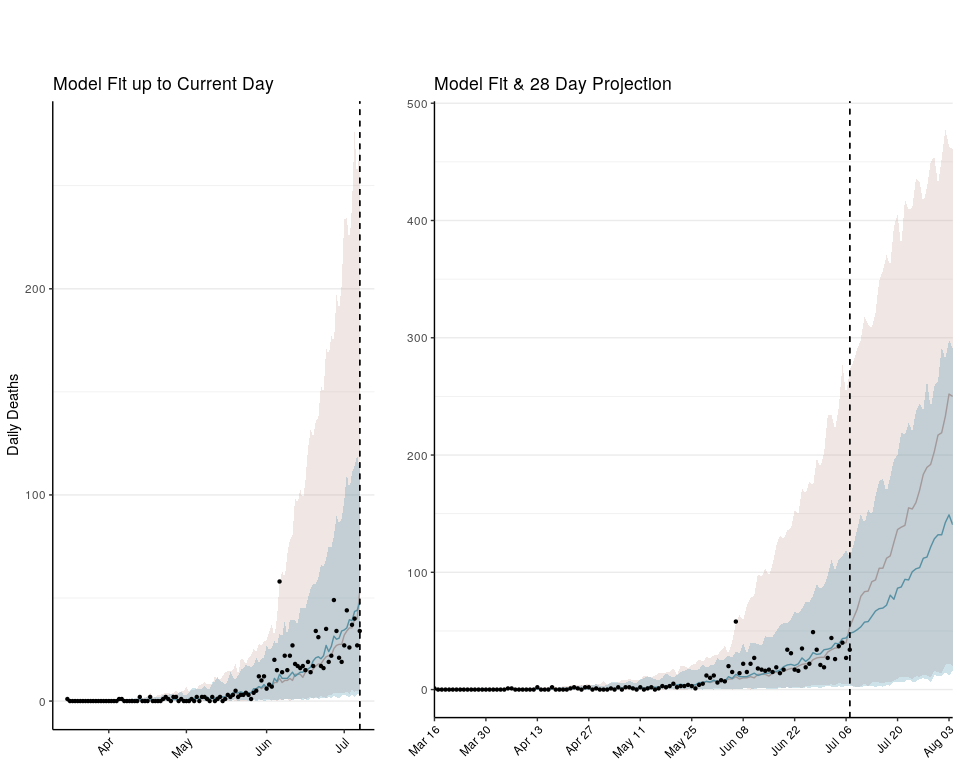 Model Fit up to Current Day
Model Fit & 28 Day Projection
Daily Deaths
200
100
0
Apr
May
Jun
Jul
500
400
300
200
100
0
Mar 16
Mar 30
Apr 13
Apr 27
May 11
May 25
Jun 08
Jun 22
Jul 06
Jul 20
Aug 03